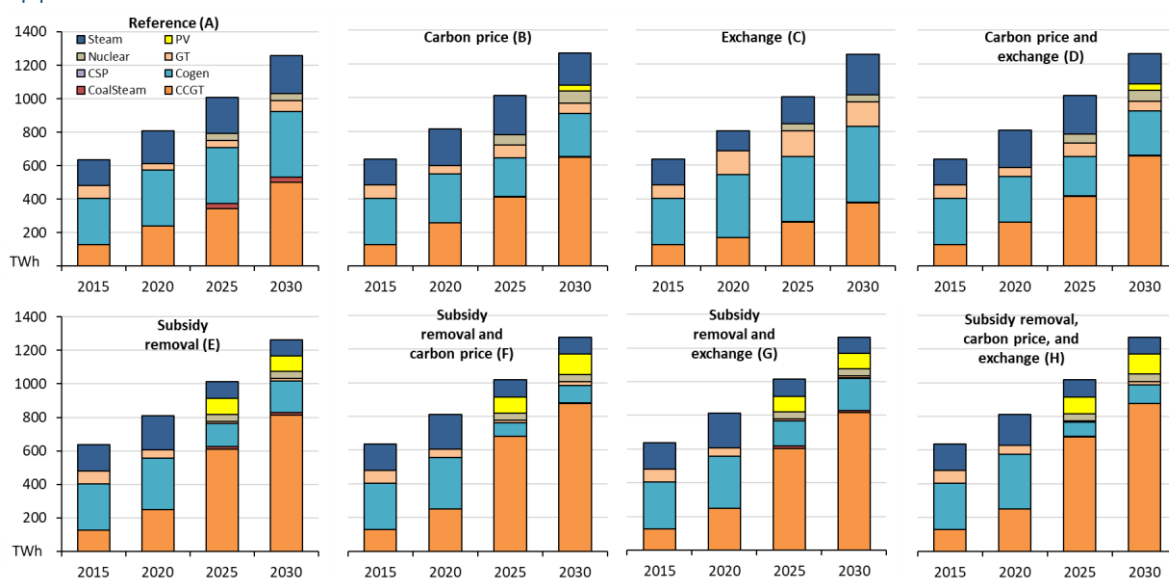 Reference (A)
Steam
PV
Nuclear
GT
CSP
Cogen
CoalSteam
CCGT
1400
1200
1000
800
600
400
200
TWh
2015 2020 2025 2030
Carbon price (B)
2015 2020 2025 2030
Exchange (C)
2015 2020 2025 2030
Carbon price and
exchange (D)
2015 2020 2025 2030
Subsidy
removal (E)
1400
1200
1000
800
600
400
200
TWh
2015 2020 2025 2030
Subsidy
removal and
carbon price (F)
2015 2020 2025 2030
Subsidy
removal and
exchange (G)
2015 2020 2025 2030
Subsidy removal,
carbon price, and
exchange (H)
2015 2020 2025 2030